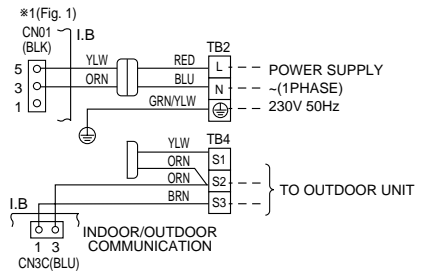 ※1(Fig. 1)
CN01
(BLK)
I.B
TB2
YLW
RED
5
L
POWER SUPPLY
ORN
BLU
3
N
~(1PHASE)
1
GRN/YLW
230V 50Hz
YLW
TB4
ORN
S1
ORN
S2
TO OUTDOOR UNIT
BRN
S3
I.B
1 3
INDOOR/OUTDOOR
COMMUNICATION
CN3C(BLU)